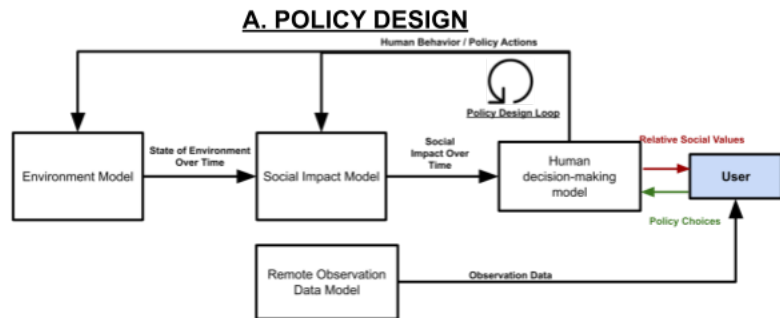 A. POLICY DESIGN
Human Behavior / Policy Actions
Policy Design Loop
State of Environment
Over Time
Social
Impact Over
Time
Relative Social Values
Environment Model
Social Impact Model
Human
decision-making
model
User
Policy Choices
Remote Observation
Data Model
Observation Data